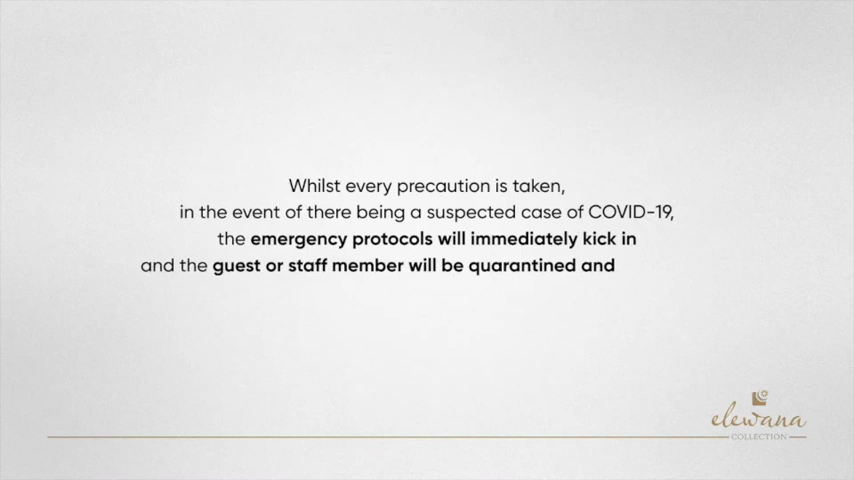 Whilst every precaution is taken,
in the event of there being a suspected case of COVID-19,
the emergency protocols will immediately kick in
and the guest or staff member will be quarantined and
elewana
COLLECTION